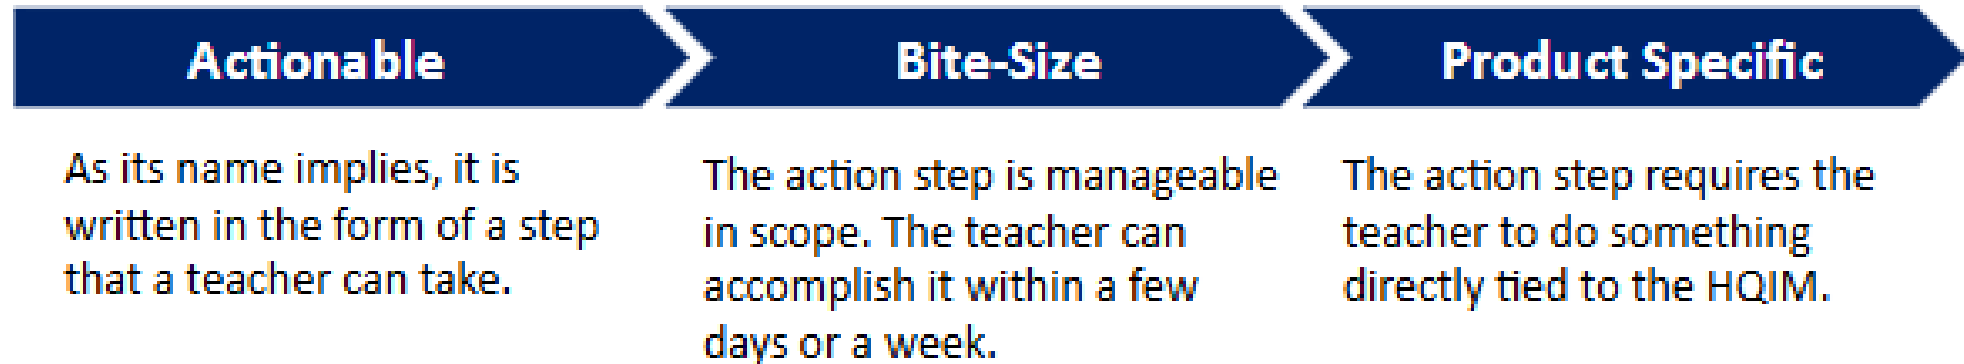 Actionable
As its name implies, it is
written in the form of a step
that a teacher can take.
Bite-Size
The action step is manageable
in scope. The teacher can
accomplish it within a few
days or a week.
Product Specific
The action step requires the
teacher to do something
directly tied to the HQIM.